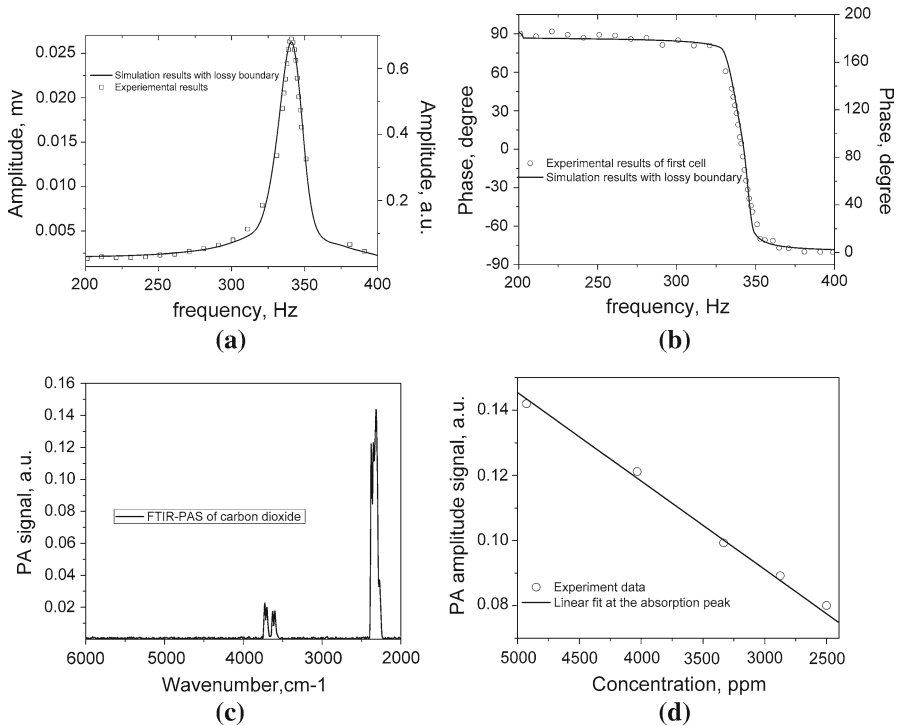 0.025
0.020
0.015
0.010
0.005
Amplitude, mv
0.6
0.4
0.2
Amplitude, a.u.
Simulation results with lossy boundary
Experiemental results
200 250 300 350 400
frequency, Hz
(a)
90
60
30
0
-30
-60
-90
Phase, degree
200
160
120
80
40
0
Phase, degree
Experimental results of first cell
Simulation results with lossy boundary
200 250 300 350 400
frequency, Hz
(b)
0.16
0.14
0.12
0.10
0.08
0.06
0.04
0.02
PA signal, a.u.
FTIR-PAS of carbon dioxide
6000 5000 4000 3000 2000
Wavenumber,cm-1
(c)
0.14
0.12
0.10
0.08
PA amplitude signal, a.u.
Experiment data
Linear fit at the absorption peak
5000 4500 4000 3500 3000 2500
Concentration, ppm
(d)